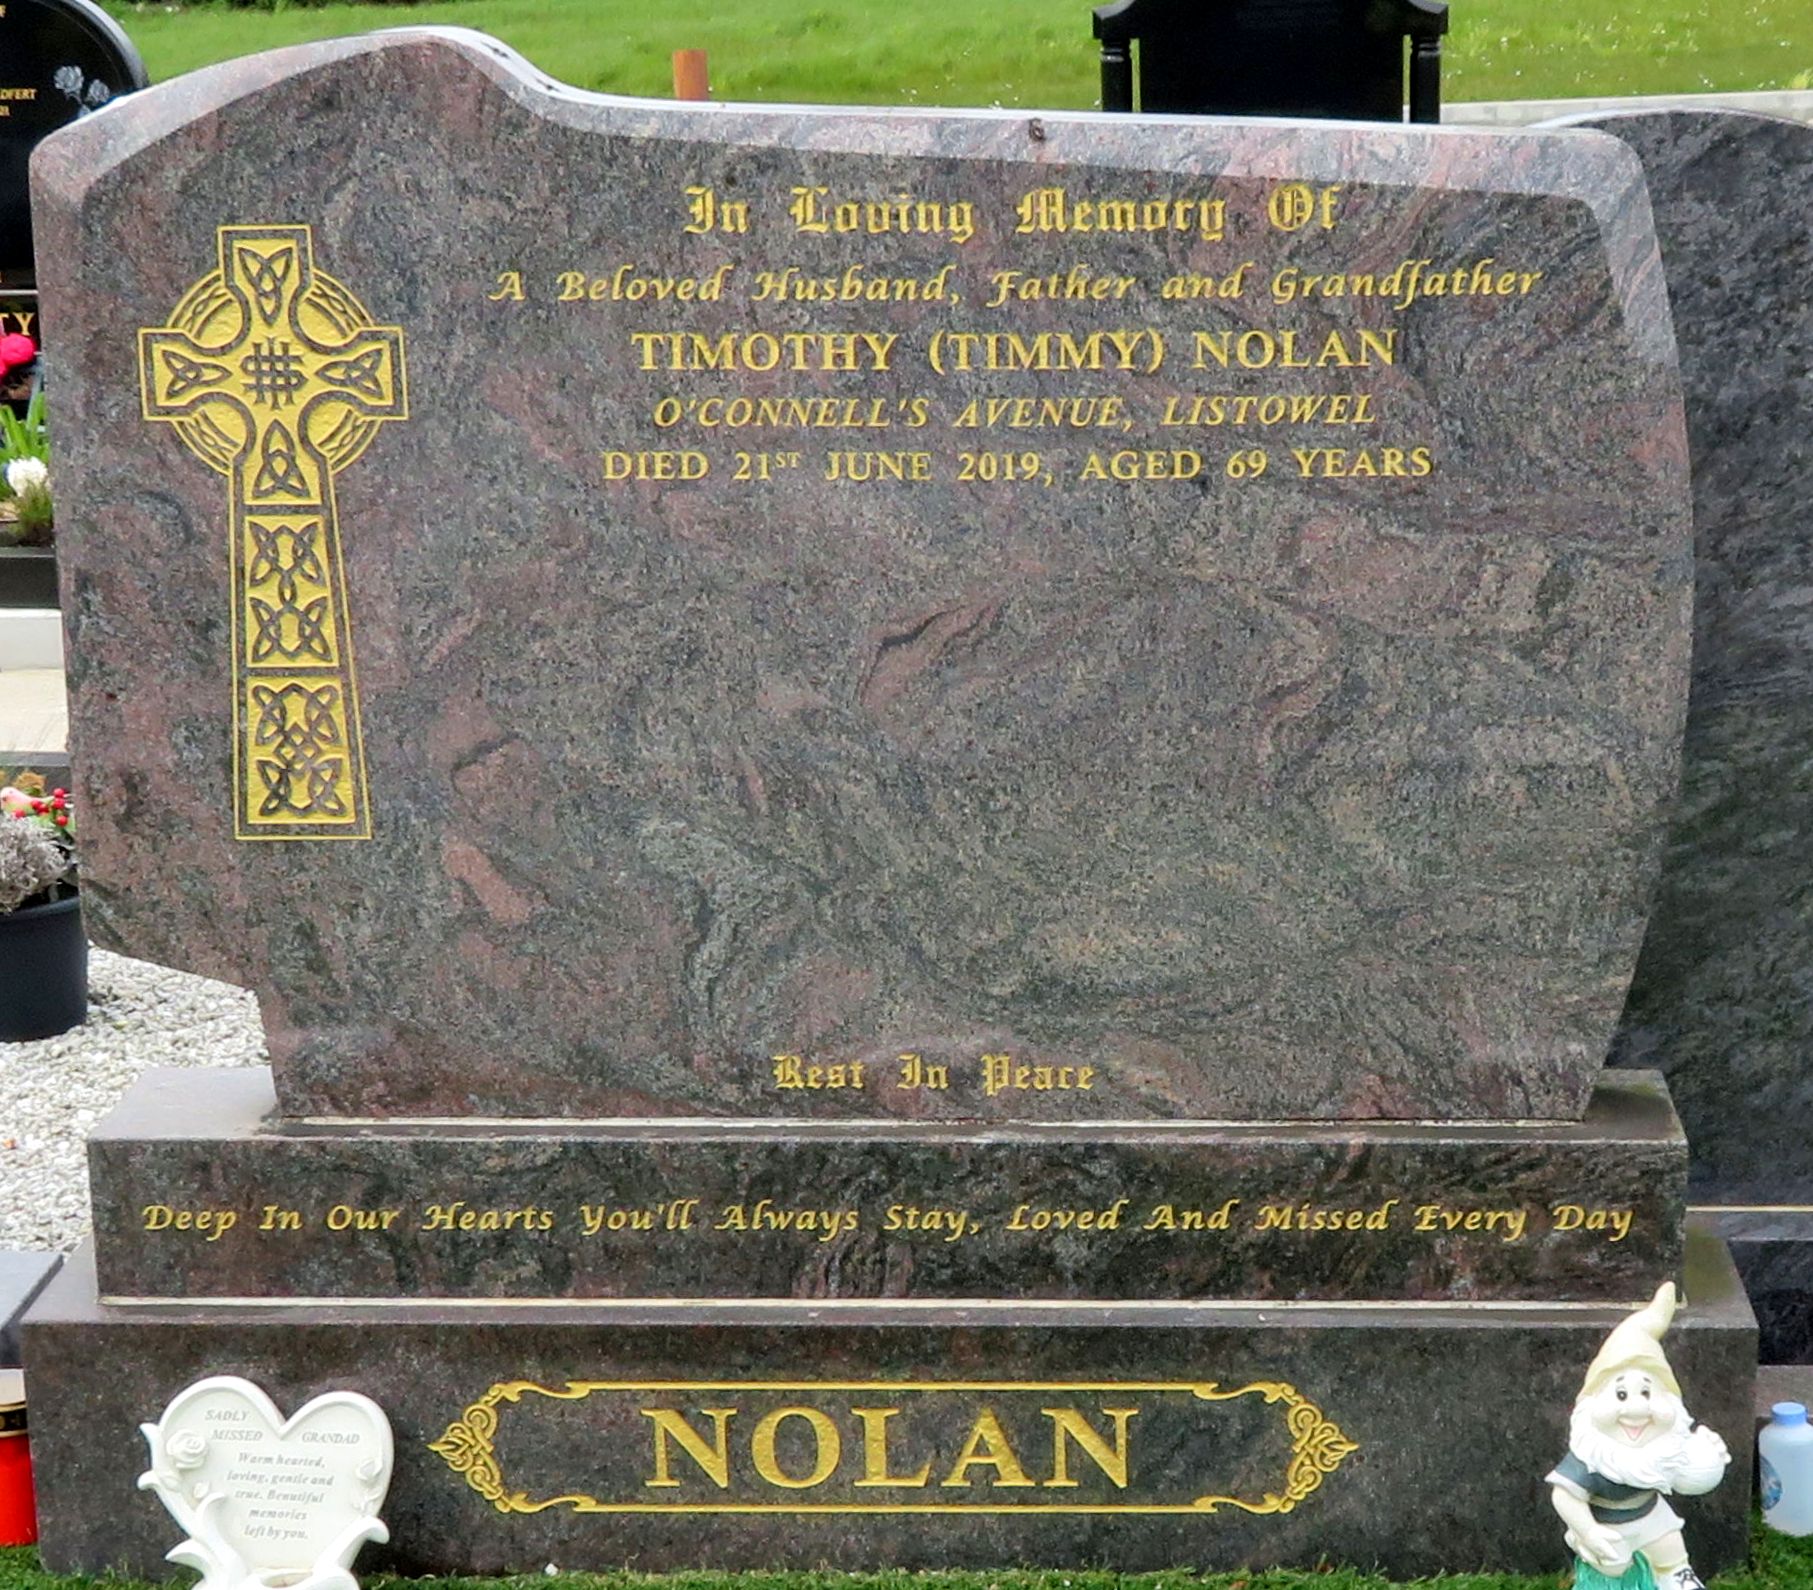 In Loving Memory Of
A Beloved Husband, Father and Grandfather
TIMOTHY (TIMMY) NOLAN
O'CONNELL'S AVENUE, LISTOWEL
DIED 21ST JUNE 2019, AGED 69 YEARS
IHS
Rest In Peace
Deep In Our Hearts You'll Always Stay, Loved And Missed Every Day
NOLAN
SADLY
MISSED GRANDAD
Warm hearted,
loving, gentle and
true. Beautiful
memories
left by you.
TY